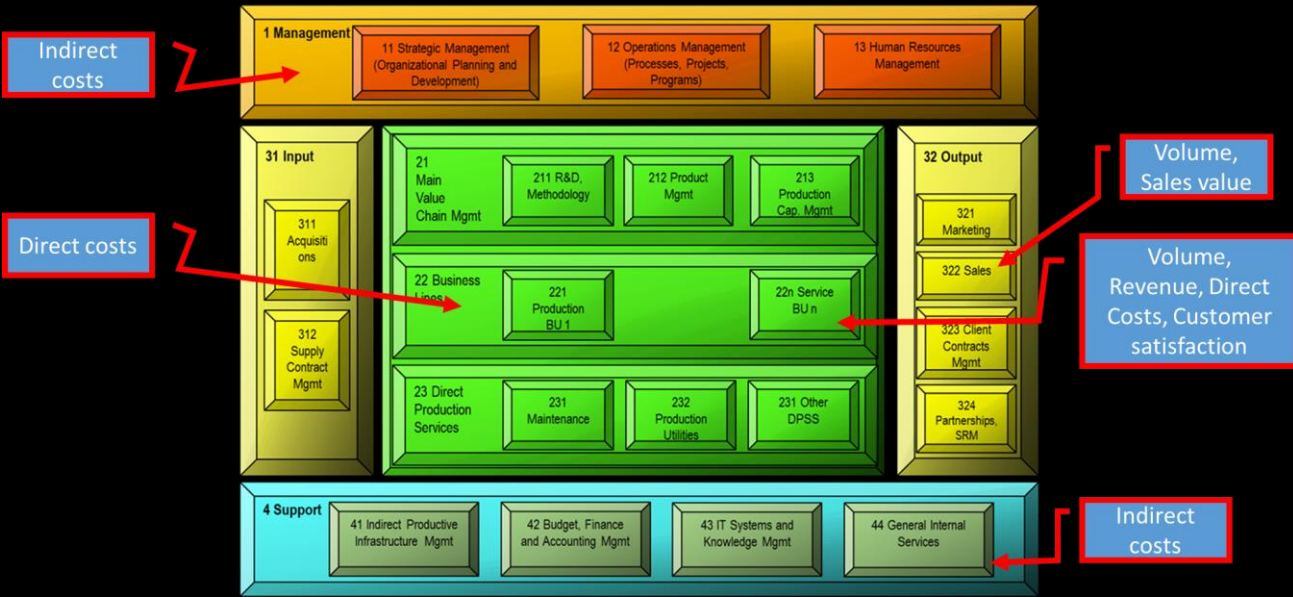 Indirect
costs
1 Management
11 Strategic Management
(Organizational Planning and
Development)
12 Operations Management
(Processes, Projects,
Programs)
13 Human Resources
Management
31 Input
311
Acquisiti
ons
312
Supply
Contract
Mgmt
Direct costs
21
Main
Value
Chain Mgmt
211 R&D,
Methodology
212 Product
Mgmt
213
Production
Cap. Mgmt
22 Business
Lines
221
Production
BU 1
22n Service
BU n
23 Direct
Production
Services
231
Maintenance
232
Production
Utilities
231 Other
DPSS
32 Output
321
Marketing
322 Sales
323 Client
Contracts
Mgmt
324
Partnerships,
SRM
Volume,
Sales value
Volume,
Revenue, Direct
Costs, Customer
satisfaction
4 Support
41 Indirect Productive
Infrastructure Mgmt
42 Budget, Finance
and Accounting Mgmt
43 IT Systems and
Knowledge Mgmt
44 General Internal
Services
Indirect
costs